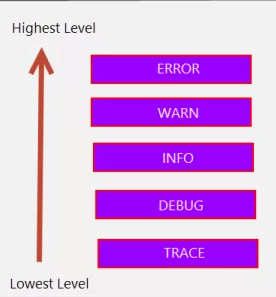 Highest Level
ERROR
WARN
INFO
DEBUG
TRACE
Lowest Level